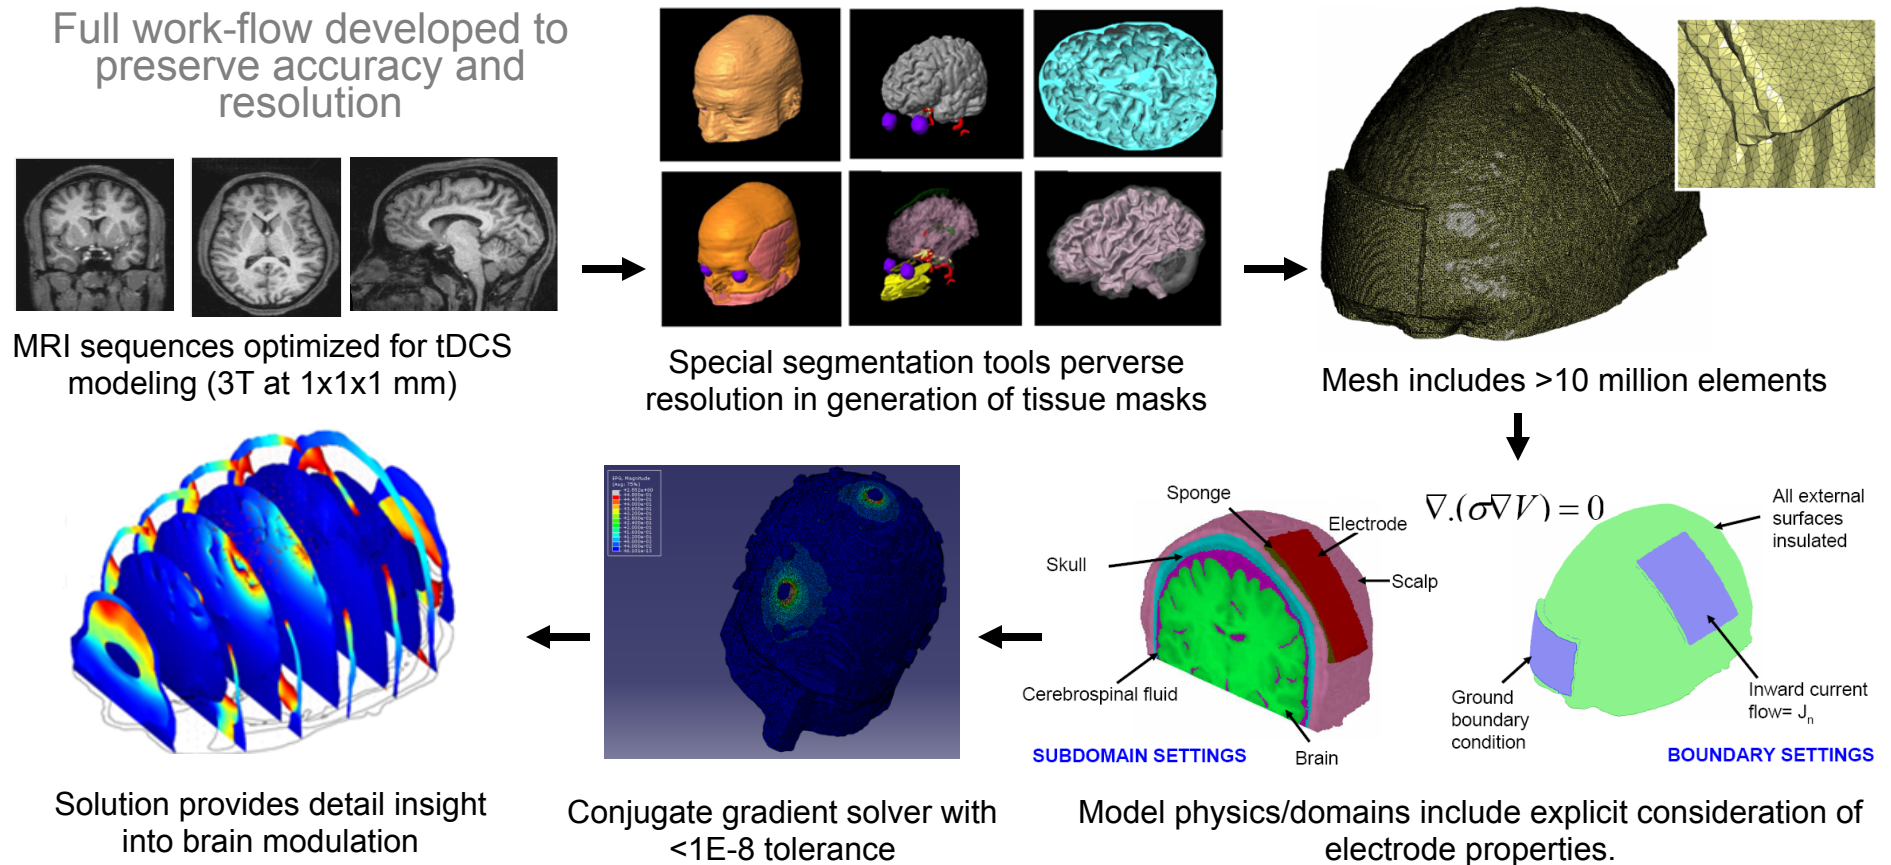 Full work-flow developed to
preserve accuracy and
resolution
MRI sequences optimized for tDCS
modeling (3T at 1x1x1 mm)
Special segmentation tools perverse
resolution in generation of tissue masks
Mesh includes >10 million elements
∇.(σ∇V) = 0
Sponge
Electrode
Skull
Scalp
Cerebrospinal fluid
Brain
SUBDOMAIN SETTINGS
All external
surfaces
insulated
Ground
boundary
condition
Inward current
flow= Jₙ
BOUNDARY SETTINGS
Model physics/domains include explicit consideration of
electrode properties.
EPG, Magnitude
(Avg: 75%)
Conjugate gradient solver with
<1E-8 tolerance
Solution provides detail insight
into brain modulation